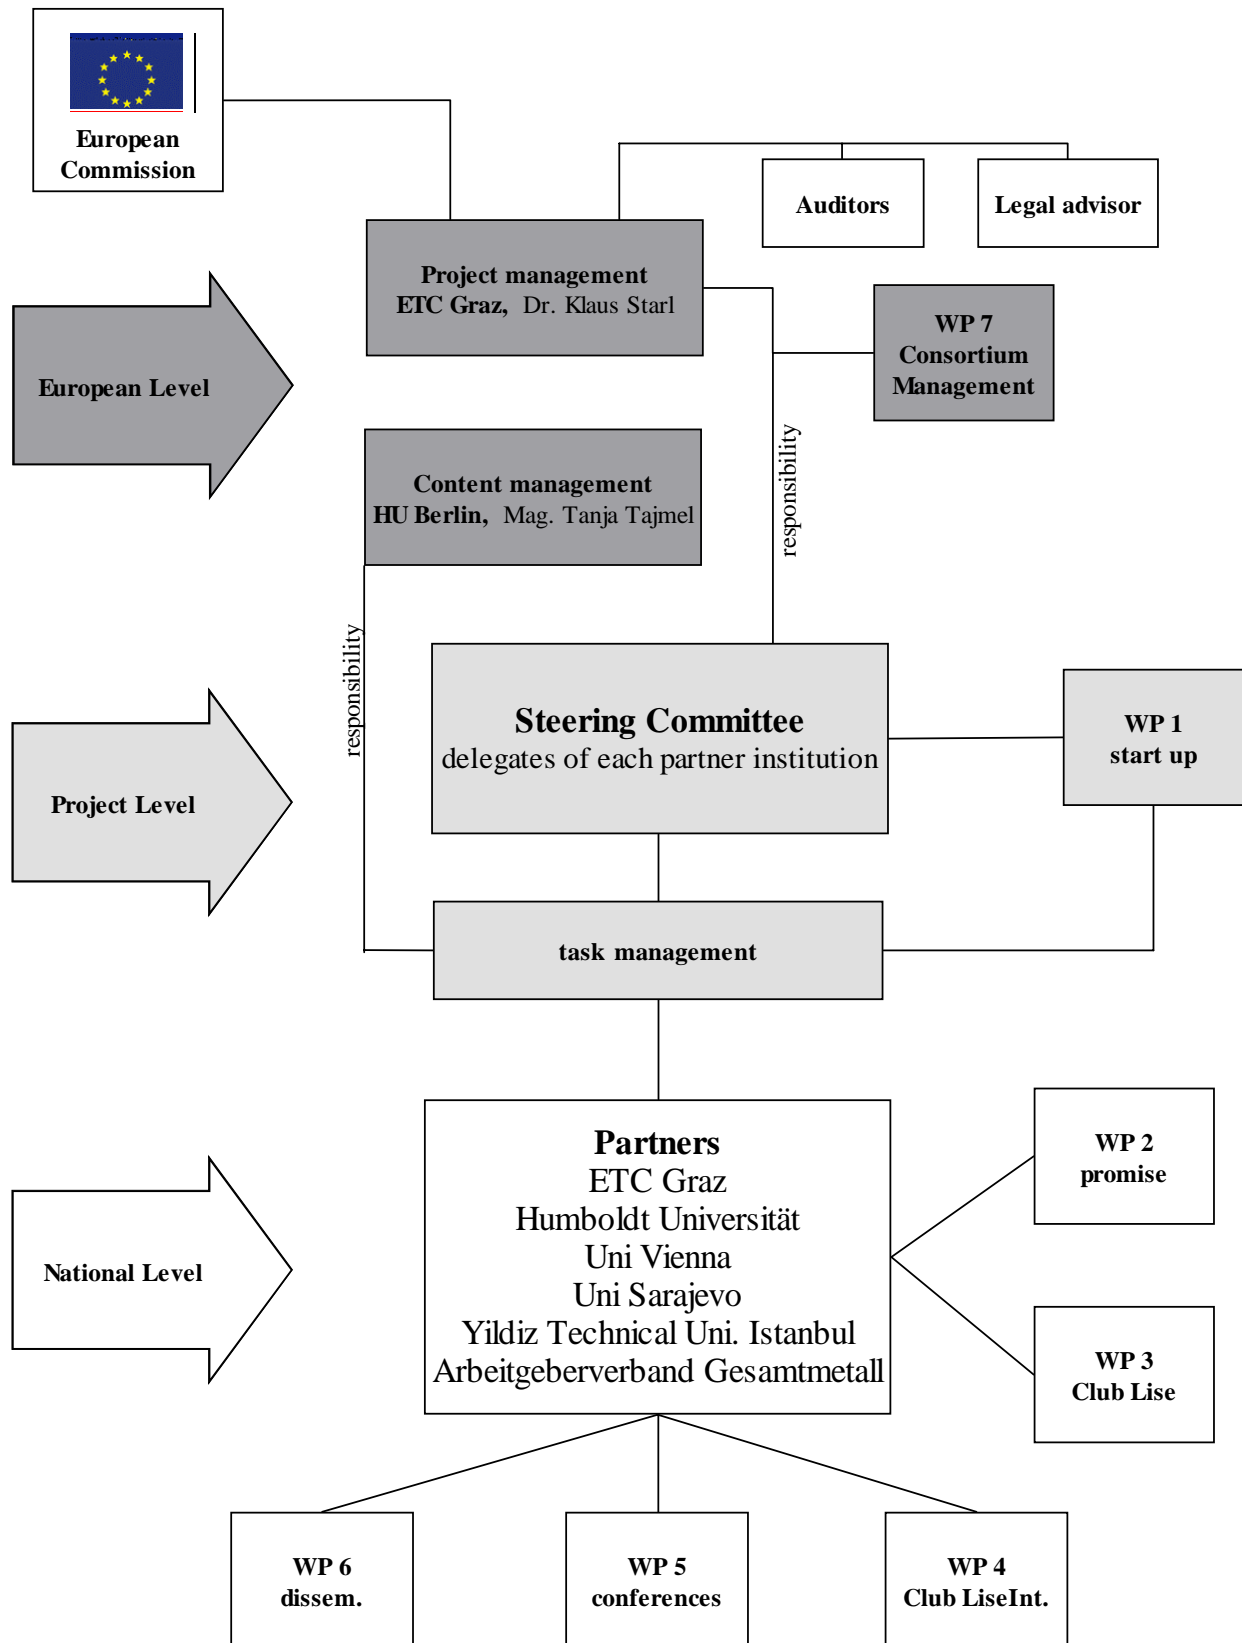 European
Commission
Auditors
Legal advisor
Project management
ETC Graz, Dr. Klaus Starl
WP 7
Consortium
Management
European Level
responsibility
Content management
HU Berlin, Mag. Tanja Tajmel
responsibility
Steering Committee
delegates of each partner institution
WP 1
start up
Project Level
task management
Partners
ETC Graz
Humboldt Universität
Uni Vienna
Uni Sarajevo
Yildiz Technical Uni. Istanbul
Arbeitgeberverband Gesamtmetall
WP 2
promise
National Level
WP 3
Club Lise
WP 6
dissem.
WP 5
conferences
WP 4
Club LiseInt.